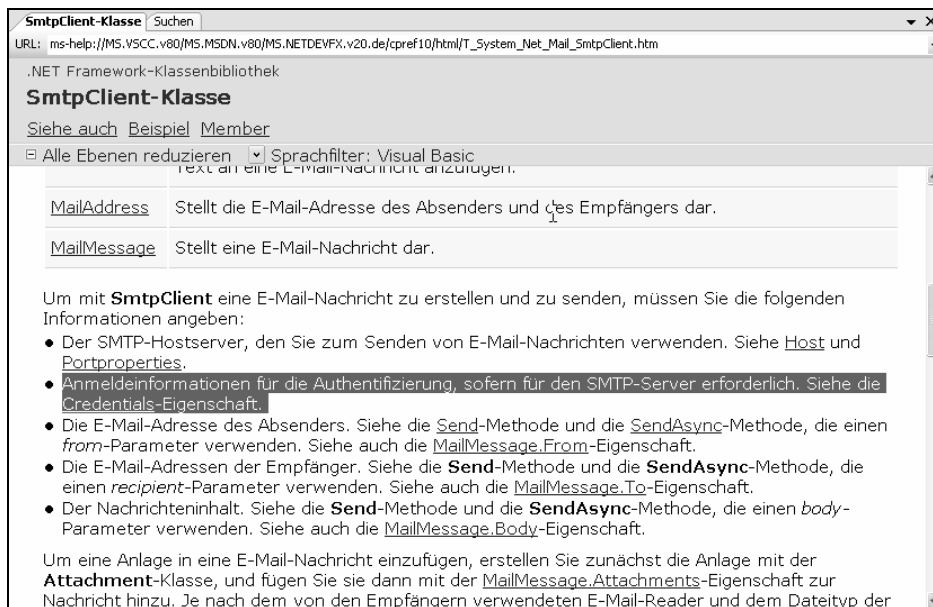 SmtpClient-Klasse Suchen
URL: ms-help://MS.VSCC.v80/MS.MSDN.v80/MS.NETDEVFX.v20.de/cpref10/html/T_System_Net_Mail_SmtpClient.htm
.NET Framework-Klassenbibliothek
SmtpClient-Klasse
Siehe auch Beispiel Member
Alle Ebenen reduzieren Sprachfilter: Visual Basic
Text an eine E-Mail-Nachricht anzufügen.
MailAddress Stellt die E-Mail-Adresse des Absenders und des Empfängers dar.
MailMessage Stellt eine E-Mail-Nachricht dar.
Um mit SmtpClient eine E-Mail-Nachricht zu erstellen und zu senden, müssen Sie die folgenden
Informationen angeben:
• Der SMTP-Hostserver, den Sie zum Senden von E-Mail-Nachrichten verwenden. Siehe Host und
Portproperties.
• Anmeldeinformationen für die Authentifizierung, sofern für den SMTP-Server erforderlich. Siehe die
Credentials-Eigenschaft.
• Die E-Mail-Adresse des Absenders. Siehe die Send-Methode und die SendAsync-Methode, die einen
from-Parameter verwenden. Siehe auch die MailMessage.From-Eigenschaft.
• Die E-Mail-Adressen der Empfänger. Siehe die Send-Methode und die SendAsync-Methode, die
einen recipient-Parameter verwenden. Siehe auch die MailMessage.To-Eigenschaft.
• Der Nachrichteninhalt. Siehe die Send-Methode und die SendAsync-Methode, die einen body-
Parameter verwenden. Siehe auch die MailMessage.Body-Eigenschaft.
Um eine Anlage in eine E-Mail-Nachricht einzufügen, erstellen Sie zunächst die Anlage mit der
Attachment-Klasse, und fügen Sie sie dann mit der MailMessage.Attachments-Eigenschaft zur
Nachricht hinzu. Je nach dem von den Empfängern verwendeten E-Mail-Reader und dem Dateityp der